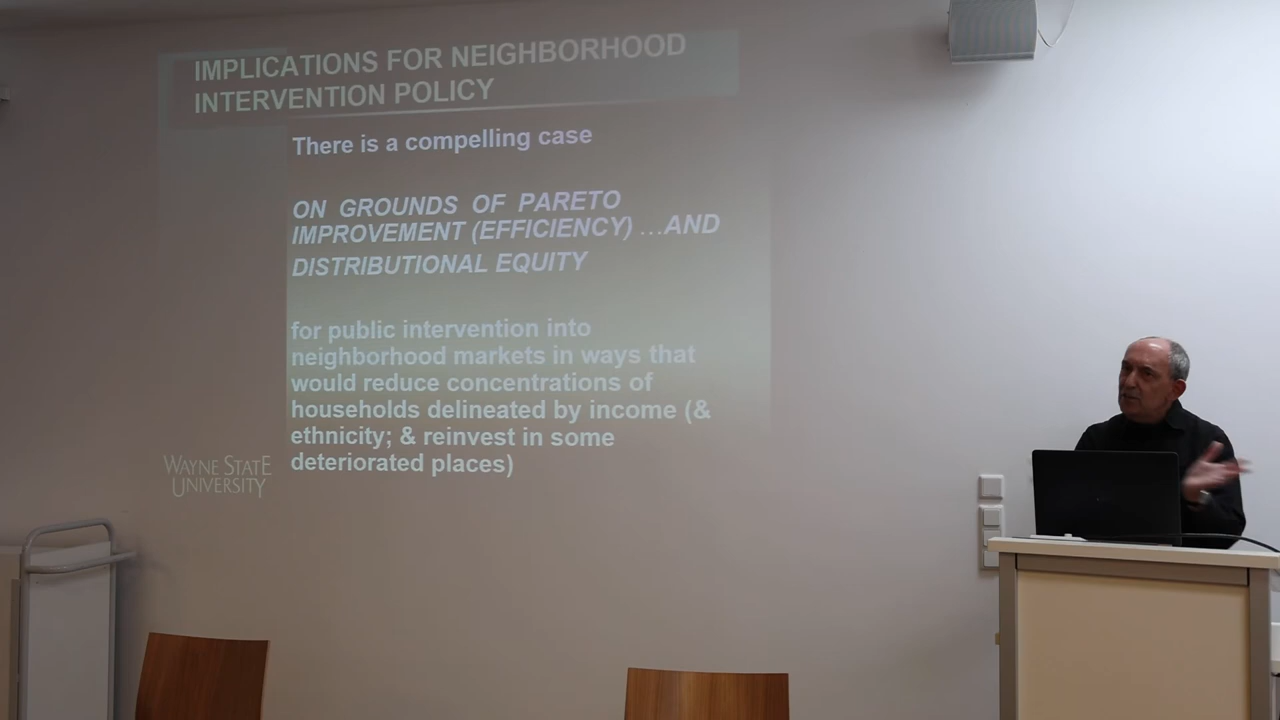 IMPLICATIONS FOR NEIGHBORHOOD
INTERVENTION POLICY
There is a compelling case
ON GROUNDS OF PARETO
IMPROVEMENT (EFFICIENCY) …AND
DISTRIBUTIONAL EQUITY
for public intervention into
neighborhood markets in ways that
would reduce concentrations of
households delineated by income (&
ethnicity; & reinvest in some
deteriorated places)
WAYNE STATE
UNIVERSITY